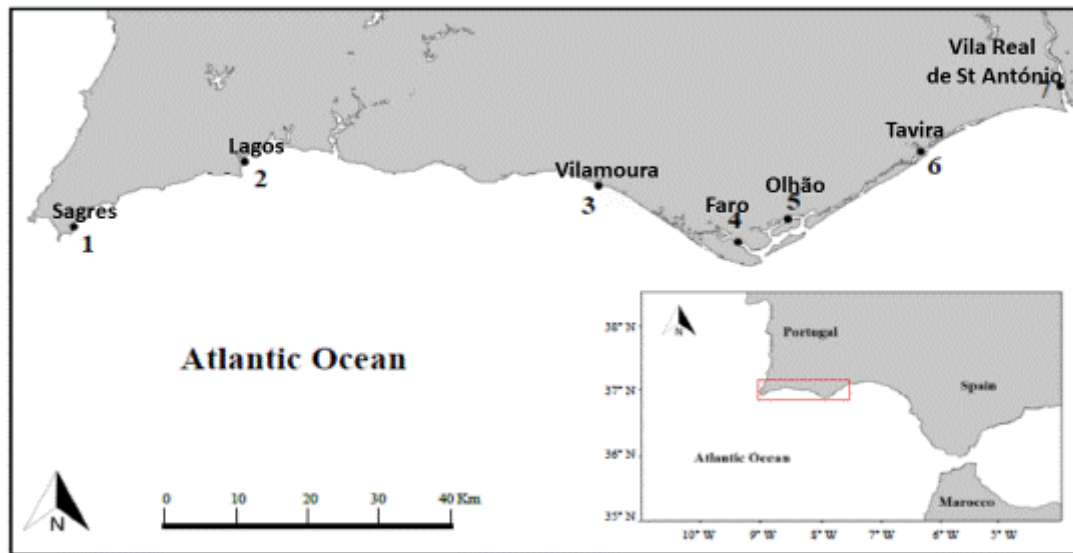 Vila Real
de St António
7
Tavira
6
Lagos
2
Vilamoura
3
Olhão
5
Faro
4
Sagres
1
Atlantic Ocean
N
0 10 20 30 40 Km
N
38° N
37° N
36° N
35° N
Portugal
Spain
Atlantic Ocean
Marocco
10° W 9° W 8° W 7° W 6° W 5° W